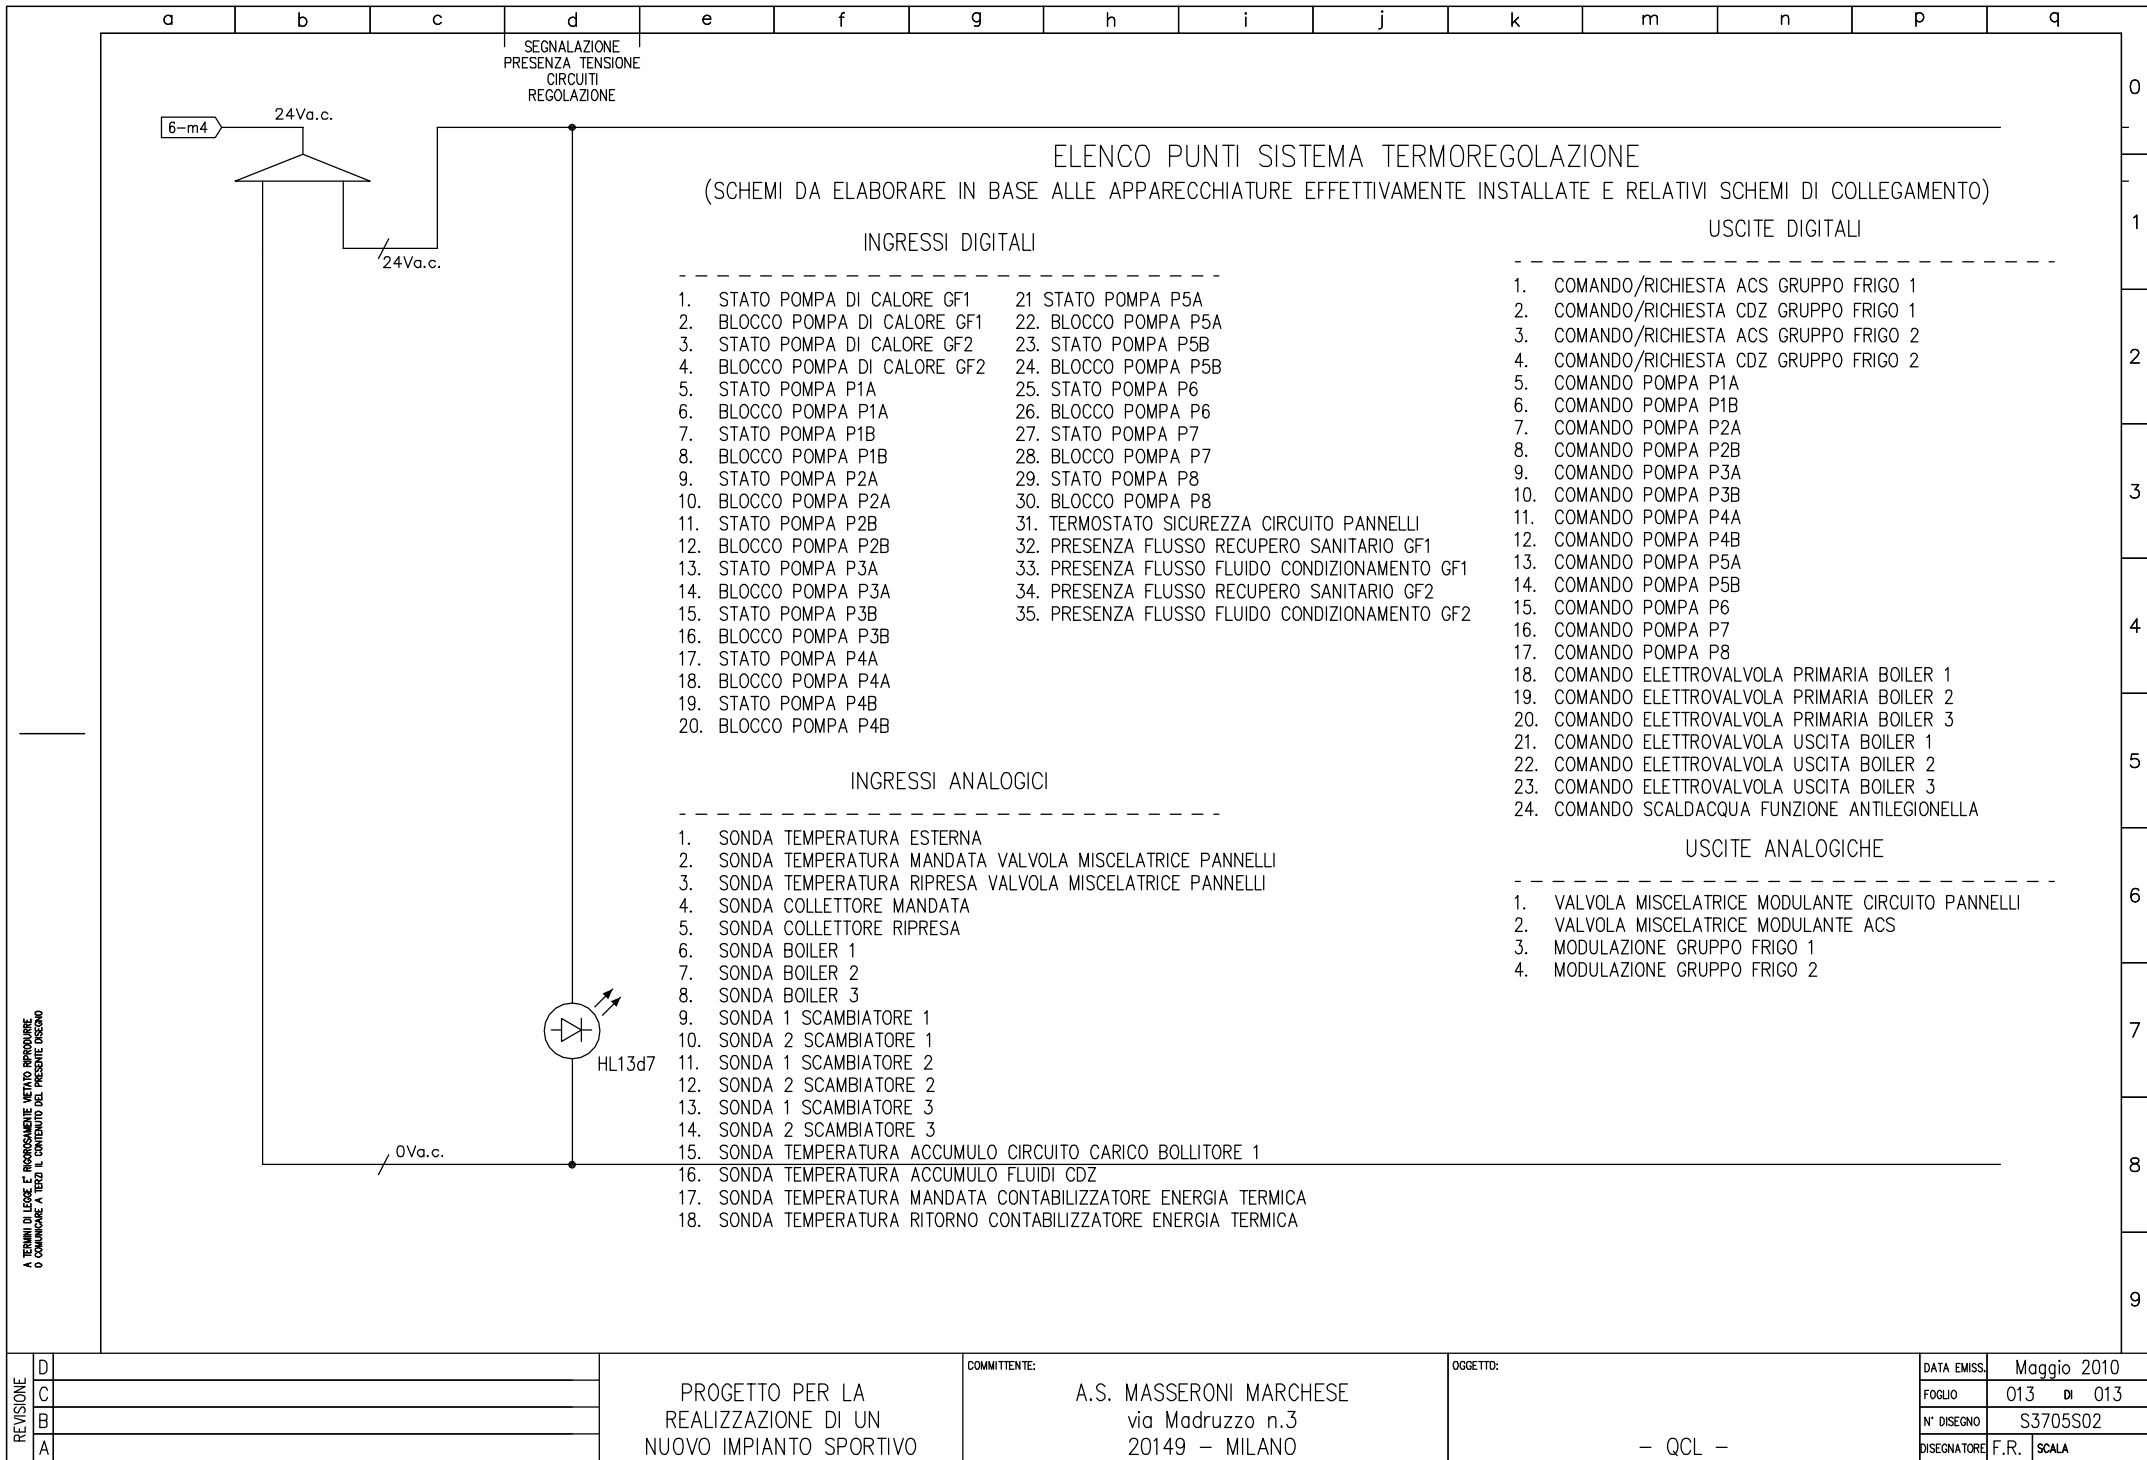 a b c d e f g h i j k m n p q
0
1
2
3
4
5
6
7
8
9
SEGNALAZIONE
PRESENZA TENSIONE
CIRCUITI
REGOLAZIONE
6-m4
24Va.c.
24Va.c.
HL13d7
0Va.c.
ELENCO PUNTI SISTEMA TERMOREGOLAZIONE
(SCHEMI DA ELABORARE IN BASE ALLE APPARECCHIATURE EFFETTIVAMENTE INSTALLATE E RELATIVI SCHEMI DI COLLEGAMENTO)
INGRESSI DIGITALI
1. STATO POMPA DI CALORE GF1
2. BLOCCO POMPA DI CALORE GF1
3. STATO POMPA DI CALORE GF2
4. BLOCCO POMPA DI CALORE GF2
5. STATO POMPA P1A
6. BLOCCO POMPA P1A
7. STATO POMPA P1B
8. BLOCCO POMPA P1B
9. STATO POMPA P2A
10. BLOCCO POMPA P2A
11. STATO POMPA P2B
12. BLOCCO POMPA P2B
13. STATO POMPA P3A
14. BLOCCO POMPA P3A
15. STATO POMPA P3B
16. BLOCCO POMPA P3B
17. STATO POMPA P4A
18. BLOCCO POMPA P4A
19. STATO POMPA P4B
20. BLOCCO POMPA P4B
21 STATO POMPA P5A
22. BLOCCO POMPA P5A
23. STATO POMPA P5B
24. BLOCCO POMPA P5B
25. STATO POMPA P6
26. BLOCCO POMPA P6
27. STATO POMPA P7
28. BLOCCO POMPA P7
29. STATO POMPA P8
30. BLOCCO POMPA P8
31. TERMOSTATO SICUREZZA CIRCUITO PANNELLI
32. PRESENZA FLUSSO RECUPERO SANITARIO GF1
33. PRESENZA FLUSSO FLUIDO CONDIZIONAMENTO GF1
34. PRESENZA FLUSSO RECUPERO SANITARIO GF2
35. PRESENZA FLUSSO FLUIDO CONDIZIONAMENTO GF2
INGRESSI ANALOGICI
1. SONDA TEMPERATURA ESTERNA
2. SONDA TEMPERATURA MANDATA VALVOLA MISCELATRICE PANNELLI
3. SONDA TEMPERATURA RIPRESA VALVOLA MISCELATRICE PANNELLI
4. SONDA COLLETTORE MANDATA
5. SONDA COLLETTORE RIPRESA
6. SONDA BOILER 1
7. SONDA BOILER 2
8. SONDA BOILER 3
9. SONDA 1 SCAMBIATORE 1
10. SONDA 2 SCAMBIATORE 1
11. SONDA 1 SCAMBIATORE 2
12. SONDA 2 SCAMBIATORE 2
13. SONDA 1 SCAMBIATORE 3
14. SONDA 2 SCAMBIATORE 3
15. SONDA TEMPERATURA ACCUMULO CIRCUITO CARICO BOLLITORE 1
16. SONDA TEMPERATURA ACCUMULO FLUIDI CDZ
17. SONDA TEMPERATURA MANDATA CONTABILIZZATORE ENERGIA TERMICA
18. SONDA TEMPERATURA RITORNO CONTABILIZZATORE ENERGIA TERMICA
USCITE DIGITALI
1. COMANDO/RICHIESTA ACS GRUPPO FRIGO 1
2. COMANDO/RICHIESTA CDZ GRUPPO FRIGO 1
3. COMANDO/RICHIESTA ACS GRUPPO FRIGO 2
4. COMANDO/RICHIESTA CDZ GRUPPO FRIGO 2
5. COMANDO POMPA P1A
6. COMANDO POMPA P1B
7. COMANDO POMPA P2A
8. COMANDO POMPA P2B
9. COMANDO POMPA P3A
10. COMANDO POMPA P3B
11. COMANDO POMPA P4A
12. COMANDO POMPA P4B
13. COMANDO POMPA P5A
14. COMANDO POMPA P5B
15. COMANDO POMPA P6
16. COMANDO POMPA P7
17. COMANDO POMPA P8
18. COMANDO ELETTROVALVOLA PRIMARIA BOILER 1
19. COMANDO ELETTROVALVOLA PRIMARIA BOILER 2
20. COMANDO ELETTROVALVOLA PRIMARIA BOILER 3
21. COMANDO ELETTROVALVOLA USCITA BOILER 1
22. COMANDO ELETTROVALVOLA USCITA BOILER 2
23. COMANDO ELETTROVALVOLA USCITA BOILER 3
24. COMANDO SCALDACQUA FUNZIONE ANTILEGIONELLA
USCITE ANALOGICHE
1. VALVOLA MISCELATRICE MODULANTE CIRCUITO PANNELLI
2. VALVOLA MISCELATRICE MODULANTE ACS
3. MODULAZIONE GRUPPO FRIGO 1
4. MODULAZIONE GRUPPO FRIGO 2
A TERMINI DI LEGGE E' RIGOROSAMENTE VIETATO RIPRODURRE
O COMUNICARE A TERZI IL CONTENUTO DEL PRESENTE DISEGNO
REVISIONE
D
C
B
A
PROGETTO PER LA
REALIZZAZIONE DI UN
NUOVO IMPIANTO SPORTIVO
COMMITTENTE:
A.S. MASSERONI MARCHESE
via Madruzzo n.3
20149 - MILANO
OGGETTO:
- QCL -
DATA EMISS. Maggio 2010
FOGLIO 013 DI 013
N° DISEGNO S3705S02
DISEGNATORE F.R. SCALA